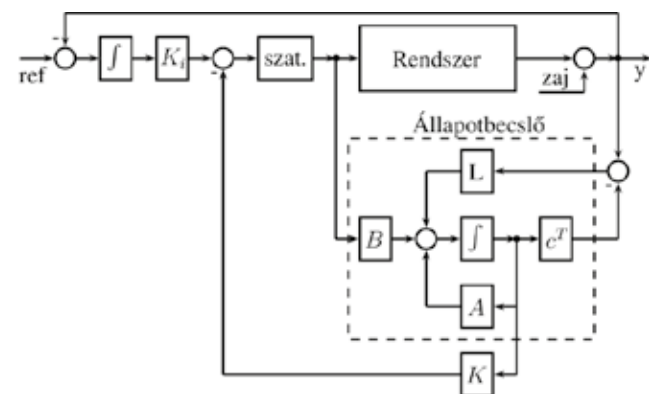 ref
-
∫
K_i
-
szat.
Rendszer
zaj
y
Állapotbecslő
L
-
B
∫
c^T
A
K